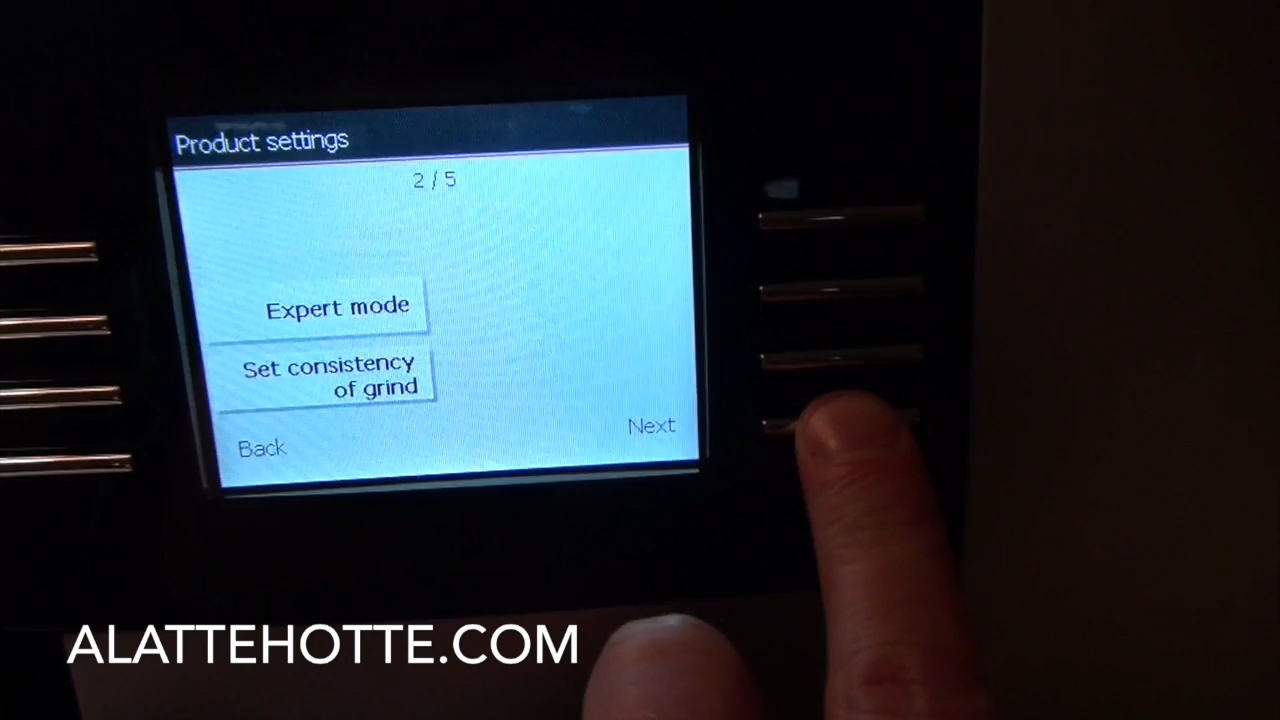 Product settings
2 / 5
Expert mode
Set consistency
of grind
Next
Back
ALATTEHOTTE.COM